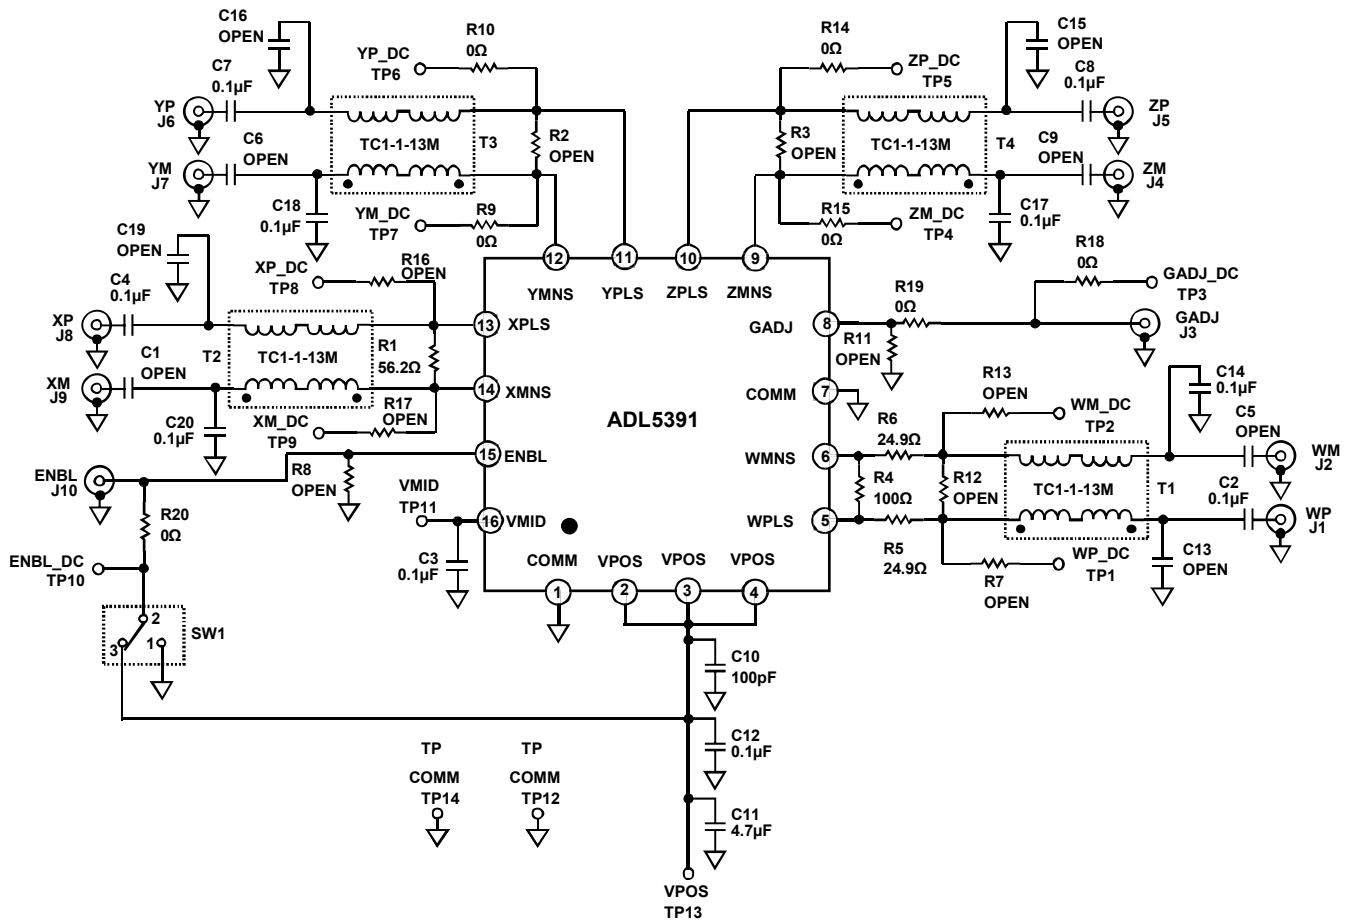 C16
OPEN
C7
0.1µF
YP
J6
C6
OPEN
YM
J7
C18
0.1µF
YP_DC
TP6
R10
0Ω
TC1-1-13M
T3
R2
OPEN
YM_DC
TP7
R9
0Ω
R14
0Ω
ZP_DC
TP5
R3
OPEN
TC1-1-13M
T4
R15
0Ω
ZM_DC
TP4
C15
OPEN
C8
0.1µF
ZP
J5
C9
OPEN
ZM
J4
C17
0.1µF
C19
OPEN
C4
0.1µF
XP
J8
C1
OPEN
XM
J9
C20
0.1µF
XP_DC
TP8
R16
OPEN
T2
TC1-1-13M
R1
56.2Ω
XM_DC
TP9
R17
OPEN
12
11
10
9
YMNS
YPLS
ZPLS
ZMNS
13
XPLS
14
XMNS
15
ENBL
16
VMID
ADL5391
GADJ
8
COMM
7
WMNS
6
WPLS
5
COMM
VPOS
VPOS
VPOS
1
2
3
4
R19
0Ω
R11
OPEN
R18
0Ω
GADJ_DC
TP3
GADJ
J3
R6
24.9Ω
R4
100Ω
R5
24.9Ω
R13
OPEN
WM_DC
TP2
R12
OPEN
TC1-1-13M
T1
R7
OPEN
WP_DC
TP1
C14
0.1µF
C5
OPEN
WM
J2
C2
0.1µF
WP
J1
C13
OPEN
ENBL
J10
R8
OPEN
VMID
TP11
C3
0.1µF
R20
0Ω
ENBL_DC
TP10
2
3
1
SW1
C10
100pF
C12
0.1µF
C11
4.7µF
VPOS
TP13
TP
COMM
TP14
TP
COMM
TP12